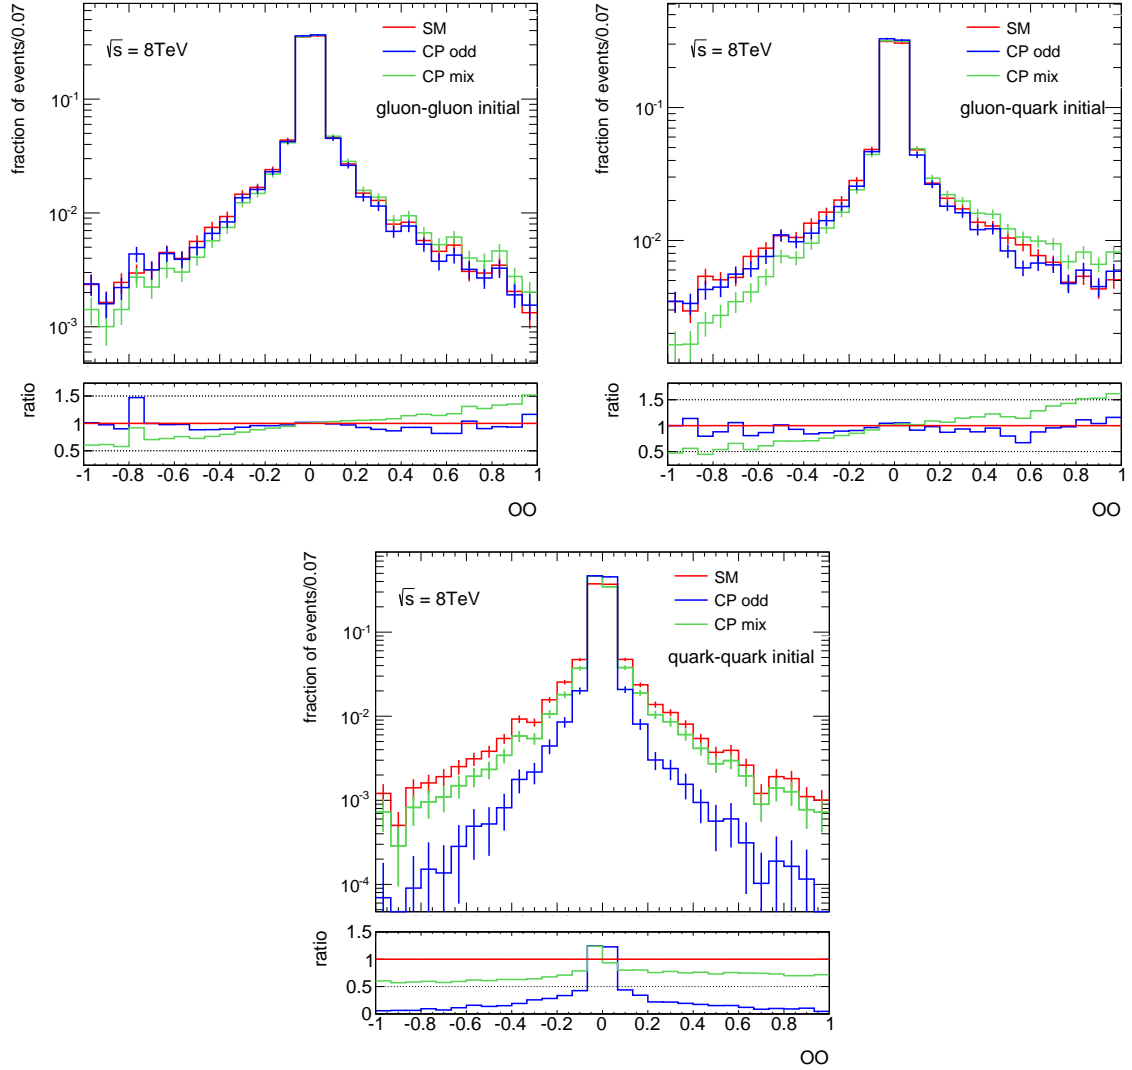 fraction of events/0.07
√s = 8TeV
SM
CP odd
CP mix
gluon-gluon initial
10^-1
10^-2
10^-3
ratio
1.5
1
0.5
-1 -0.8 -0.6 -0.4 -0.2 0 0.2 0.4 0.6 0.8 1
OO
fraction of events/0.07
√s = 8TeV
SM
CP odd
CP mix
gluon-quark initial
10^-1
10^-2
ratio
1.5
1
0.5
-1 -0.8 -0.6 -0.4 -0.2 0 0.2 0.4 0.6 0.8 1
OO
fraction of events/0.07
√s = 8TeV
SM
CP odd
CP mix
quark-quark initial
10^-1
10^-2
10^-3
10^-4
ratio
1.5
1
0.5
0
-1 -0.8 -0.6 -0.4 -0.2 0 0.2 0.4 0.6 0.8 1
OO